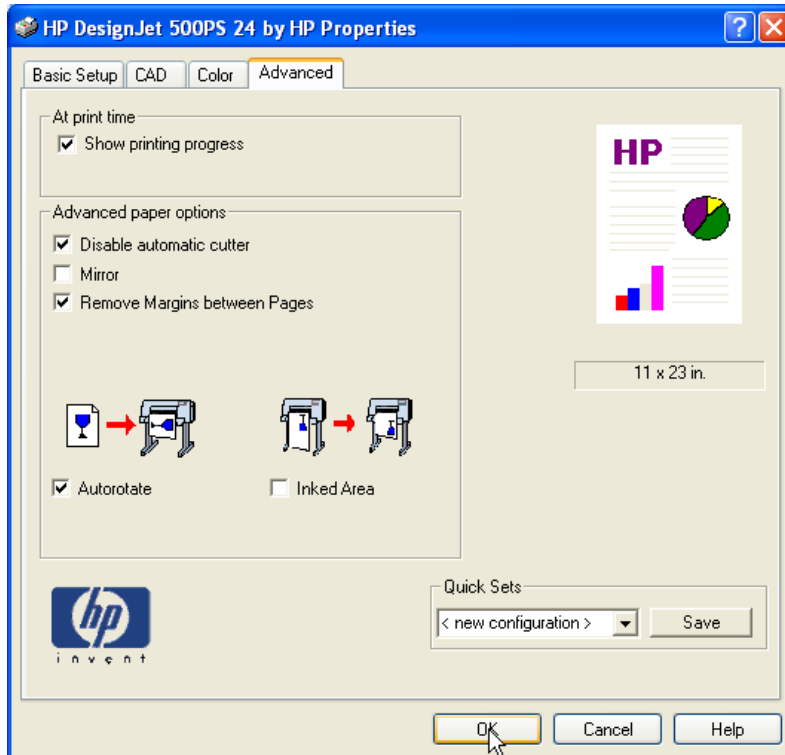 HP DesignJet 500PS 24 by HP Properties
Basic Setup CAD Color Advanced
At print time
Show printing progress
HP
Advanced paper options
Disable automatic cutter
Mirror
Remove Margins between Pages
11 x 23 in.
Autorotate Inked Area
Quick Sets
< new configuration > Save
hp
invent
OK Cancel Help